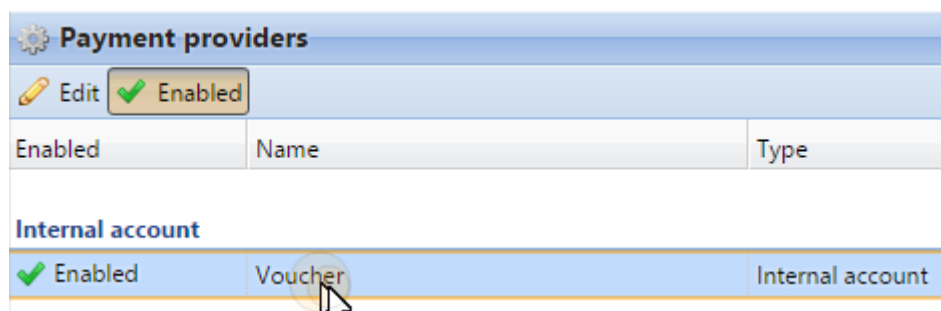 Payment providers
Edit Enabled
Enabled Name Type
Internal account
Enabled Voucher Internal account